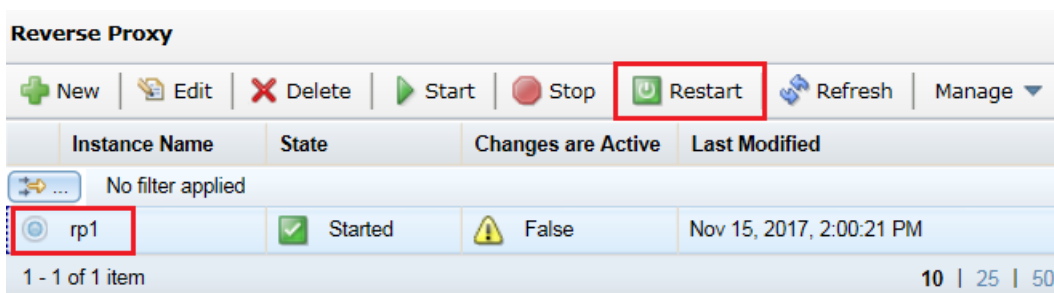 Reverse Proxy
New | Edit | Delete | Start | Stop Restart Refresh | Manage
Instance Name State Changes are Active Last Modified
... No filter applied
rp1 Started False Nov 15, 2017, 2:00:21 PM
1 - 1 of 1 item 10 | 25 | 50